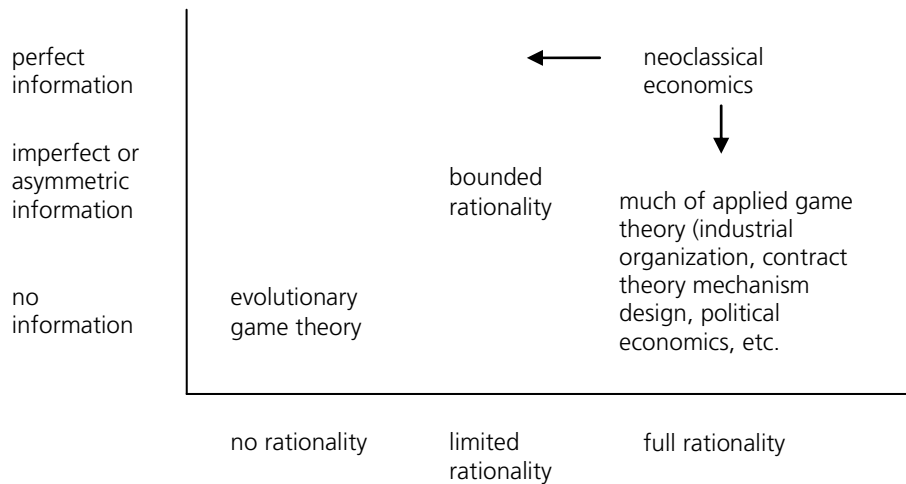 perfect
information
neoclassical
economics
imperfect or
asymmetric
information
bounded
rationality
much of applied game
theory (industrial
organization, contract
theory mechanism
design, political
economics, etc.
no
information
evolutionary
game theory
no rationality
limited
rationality
full rationality